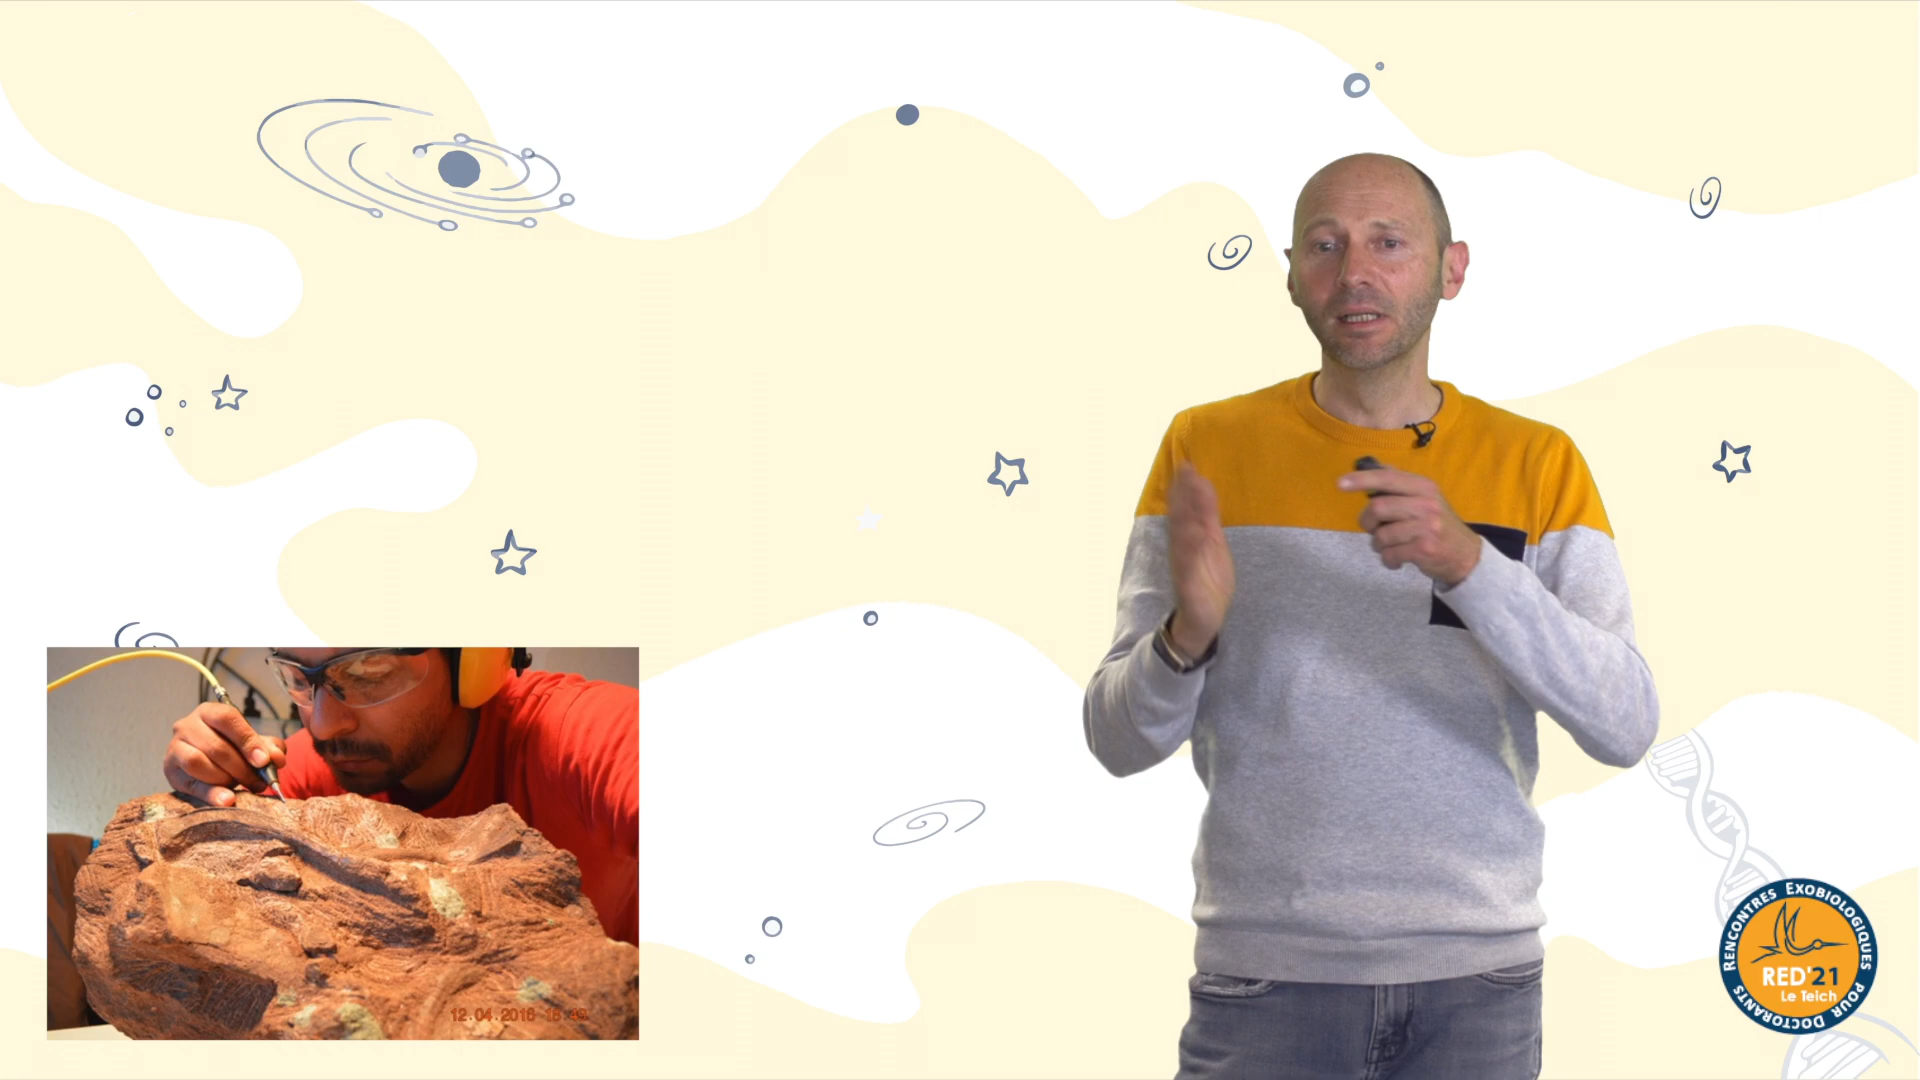 12.04.2016
RENCONTRES EXOBIOLOGIQUES POUR DOCTORANTS
RED'21
Le Teich